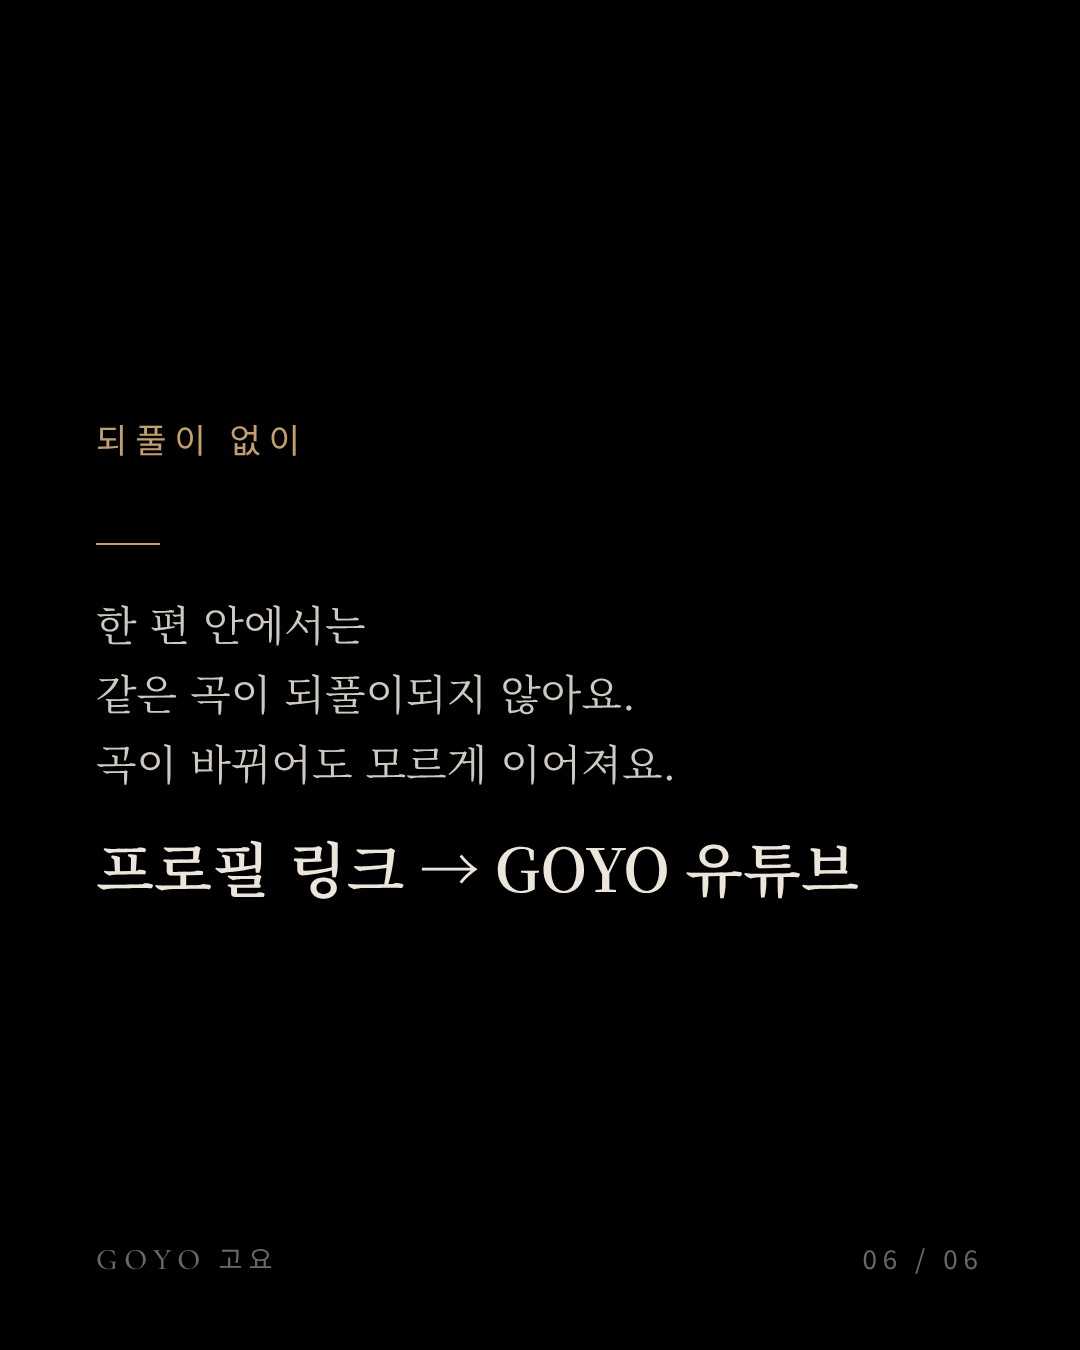 되풀이 없이
한 편 안에서는
같은 곡이 되풀이되지 않아요.
곡이 바뀌어도 모르게 이어져요.
프로필 링크 → GOYO 유튜브
GOYO 고요
06 / 06